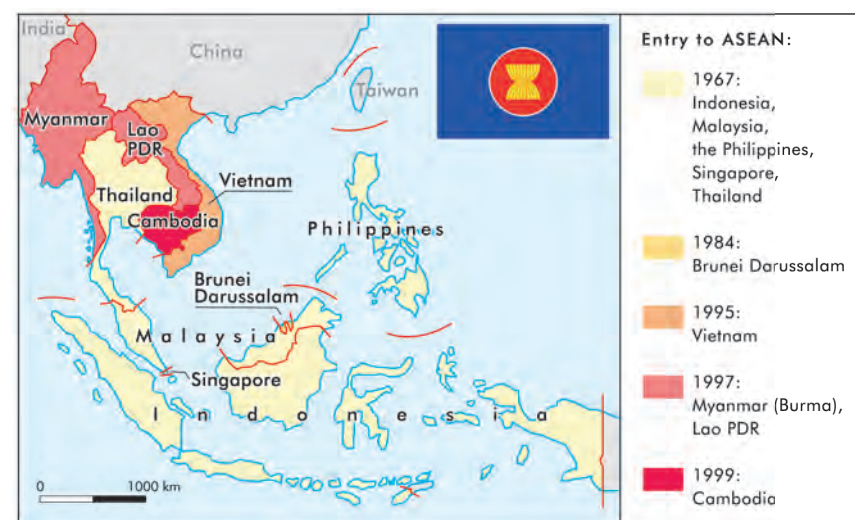 India
China
Taiwan
Myanmar
Lao
PDR
Thailand
Vietnam
Cambodia
Philippines
Brunei
Darussalam
Malaysia
Singapore
Indonesia
0 1000 km
Entry to ASEAN:
1967:
Indonesia,
Malaysia,
the Philippines,
Singapore,
Thailand
1984:
Brunei Darussalam
1995:
Vietnam
1997:
Myanmar (Burma),
Lao PDR
1999:
Cambodia